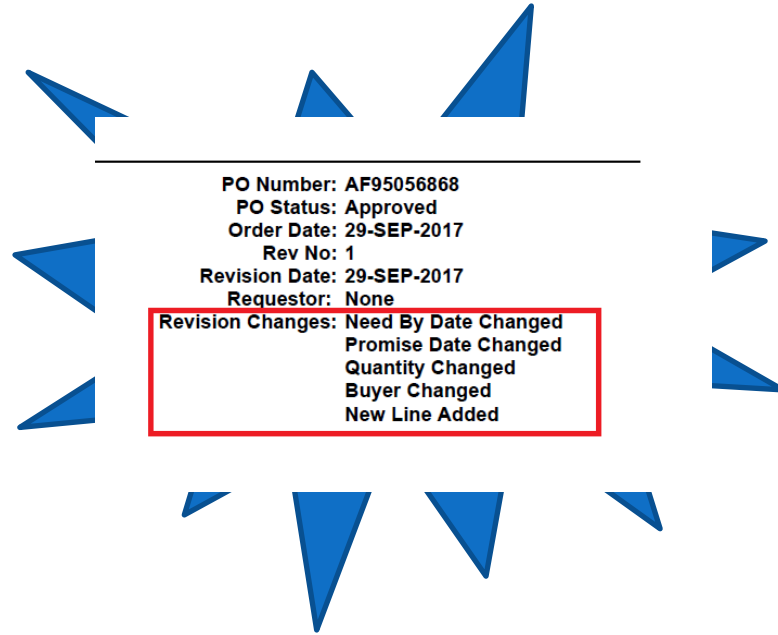 PO Number: AF95056868
PO Status: Approved
Order Date: 29-SEP-2017
Rev No: 1
Revision Date: 29-SEP-2017
Requestor: None
Revision Changes: Need By Date Changed
Promise Date Changed
Quantity Changed
Buyer Changed
New Line Added